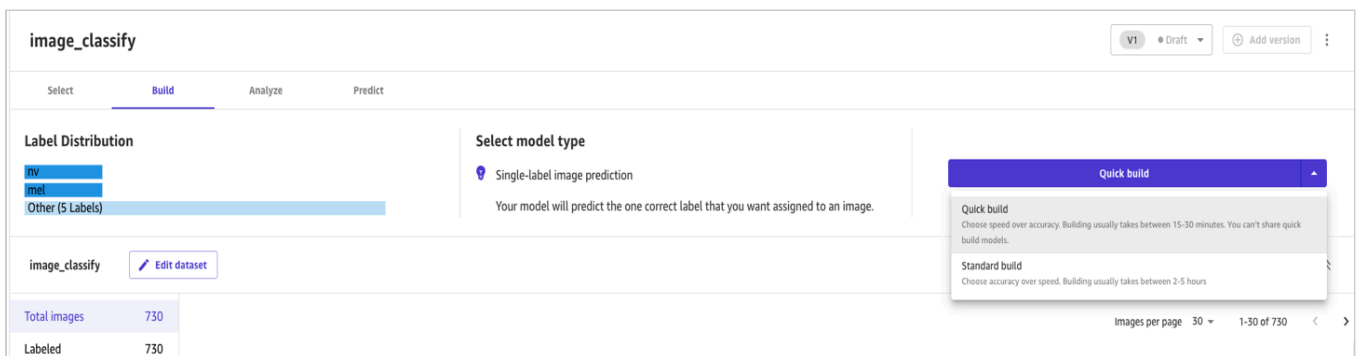 image_classify
V1 Draft Add version
Select Build Analyze Predict
Label Distribution
nv
mel
Other (5 Labels)
Select model type
Single-label image prediction
Your model will predict the one correct label that you want assigned to an image.
Quick build
Quick build
Choose speed over accuracy. Building usually takes between 15-30 minutes. You can't share quick
build models.
Standard build
Choose accuracy over speed. Building usually takes between 2-5 hours
image_classify Edit dataset
Total images 730
Labeled 730
Images per page 30 1-30 of 730